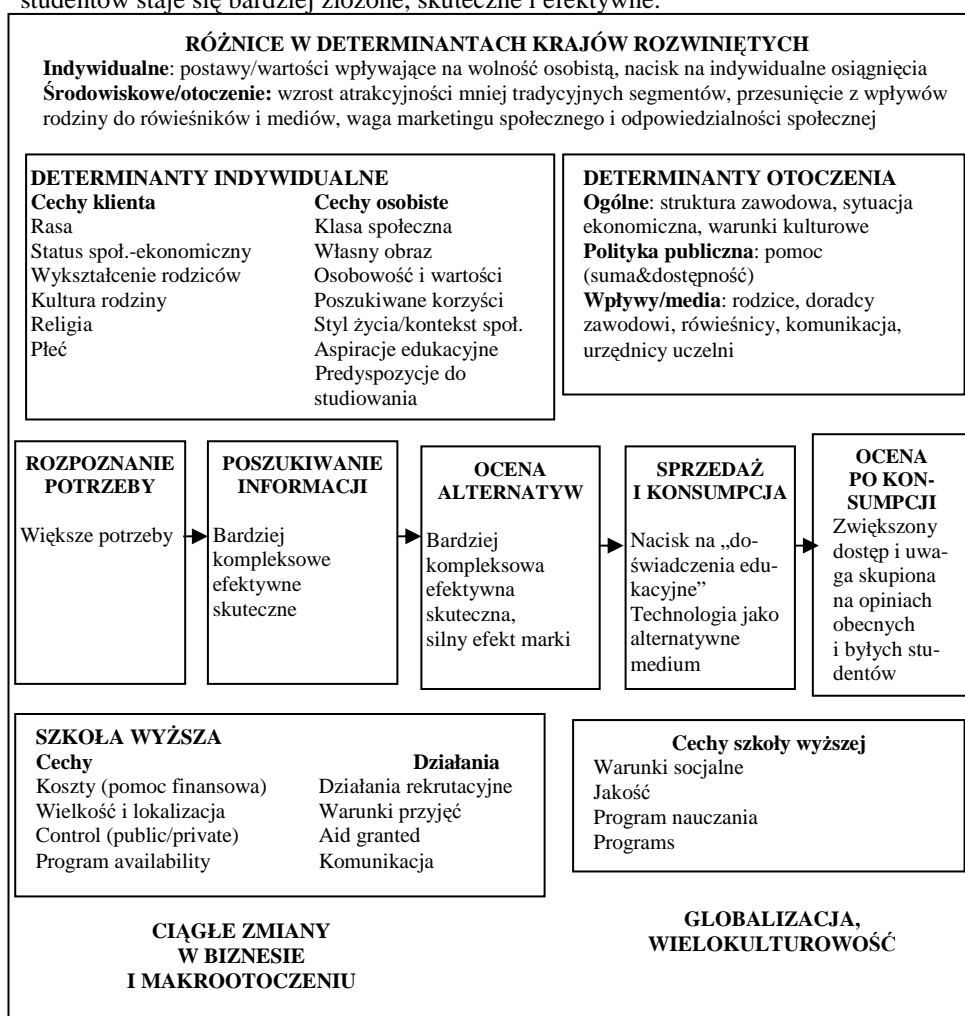 studentów staje się bardziej złożone, skuteczne i efektywne.
RÓŻNICE W DETERMINANTACH KRAJÓW ROZWINIĘTYCH
Indywidualne: postawy/wartości wpływające na wolność osobistą, nacisk na indywidualne osiągnięcia
Środowiskowe/otoczenie: wzrost atrakcyjności mniej tradycyjnych segmentów, przesunięcie z wpływów
rodziny do rówieśników i mediów, waga marketingu społecznego i odpowiedzialności społecznej
DETERMINANTY INDYWIDUALNE
Cechy klienta
Rasa
Status społ.-ekonomiczny
Wykształcenie rodziców
Kultura rodziny
Religia
Płeć
Cechy osobiste
Klasa społeczna
Własny obraz
Osobowość i wartości
Poszukiwane korzyści
Styl życia/kontekst społ.
Aspiracje edukacyjne
Predyspozycje do
studiowania
DETERMINANTY OTOCZENIA
Ogólne: struktura zawodowa, sytuacja
ekonomiczna, warunki kulturowe
Polityka publiczna: pomoc
(suma&dostępność)
Wpływy/media: rodzice, doradcy
zawodowi, rówieśnicy, komunikacja,
urzędnicy uczelni
ROZPOZNANIE
POTRZEBY
Większe potrzeby
POSZUKIWANIE
INFORMACJI
Bardziej
kompleksowe
efektywne
skuteczne
OCENA
ALTERNATYW
Bardziej
kompleksowa
efektywna
skuteczna,
silny efekt marki
SPRZEDAŻ
I KONSUMPCJA
Nacisk na „do-
świadczenia edu-
kacyjne”
Technologia jako
alternatywne
medium
OCENA
PO KON-
SUMPCJI
Zwiększony
dostęp i uwa-
ga skupiona
na opiniach
obecnych
i byłych stu-
dentów
SZKOŁA WYŻSZA
Cechy
Koszty (pomoc finansowa)
Wielkość i lokalizacja
Control (public/private)
Program availability
Działania
Działania rekrutacyjne
Warunki przyjęć
Aid granted
Komunikacja
Cechy szkoły wyższej
Warunki socjalne
Jakość
Program nauczania
Programs
CIĄGŁE ZMIANY
W BIZNESIE
I MAKROOTOCZENIU
GLOBALIZACJA,
WIELOKULTUROWOŚĆ